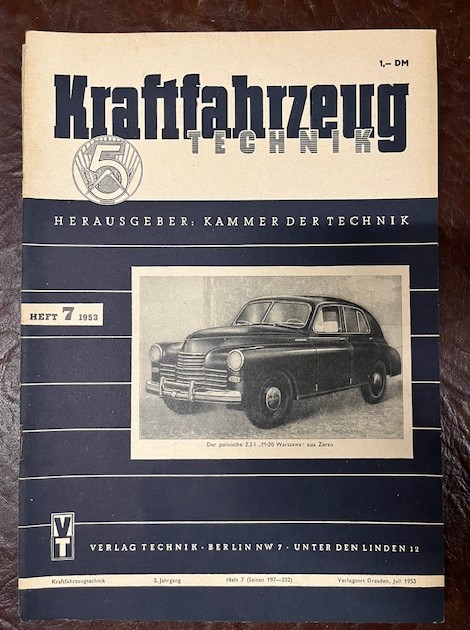 1,— DM
Kraftfahrzeug
TECHNIK
5
HERAUSGEBER: KAMMER DER TECHNIK
HEFT 7 1953
Der polnische 2,2 l „M-20 Warszawa“ aus Zeran
VT
VERLAG TECHNIK · BERLIN NW 7 · UNTER DEN LINDEN 12
Kraftfahrzeugtechnik 3. Jahrgang Heft 7 (Seiten 197—232) Verlagsort Dresden, Juli 1953